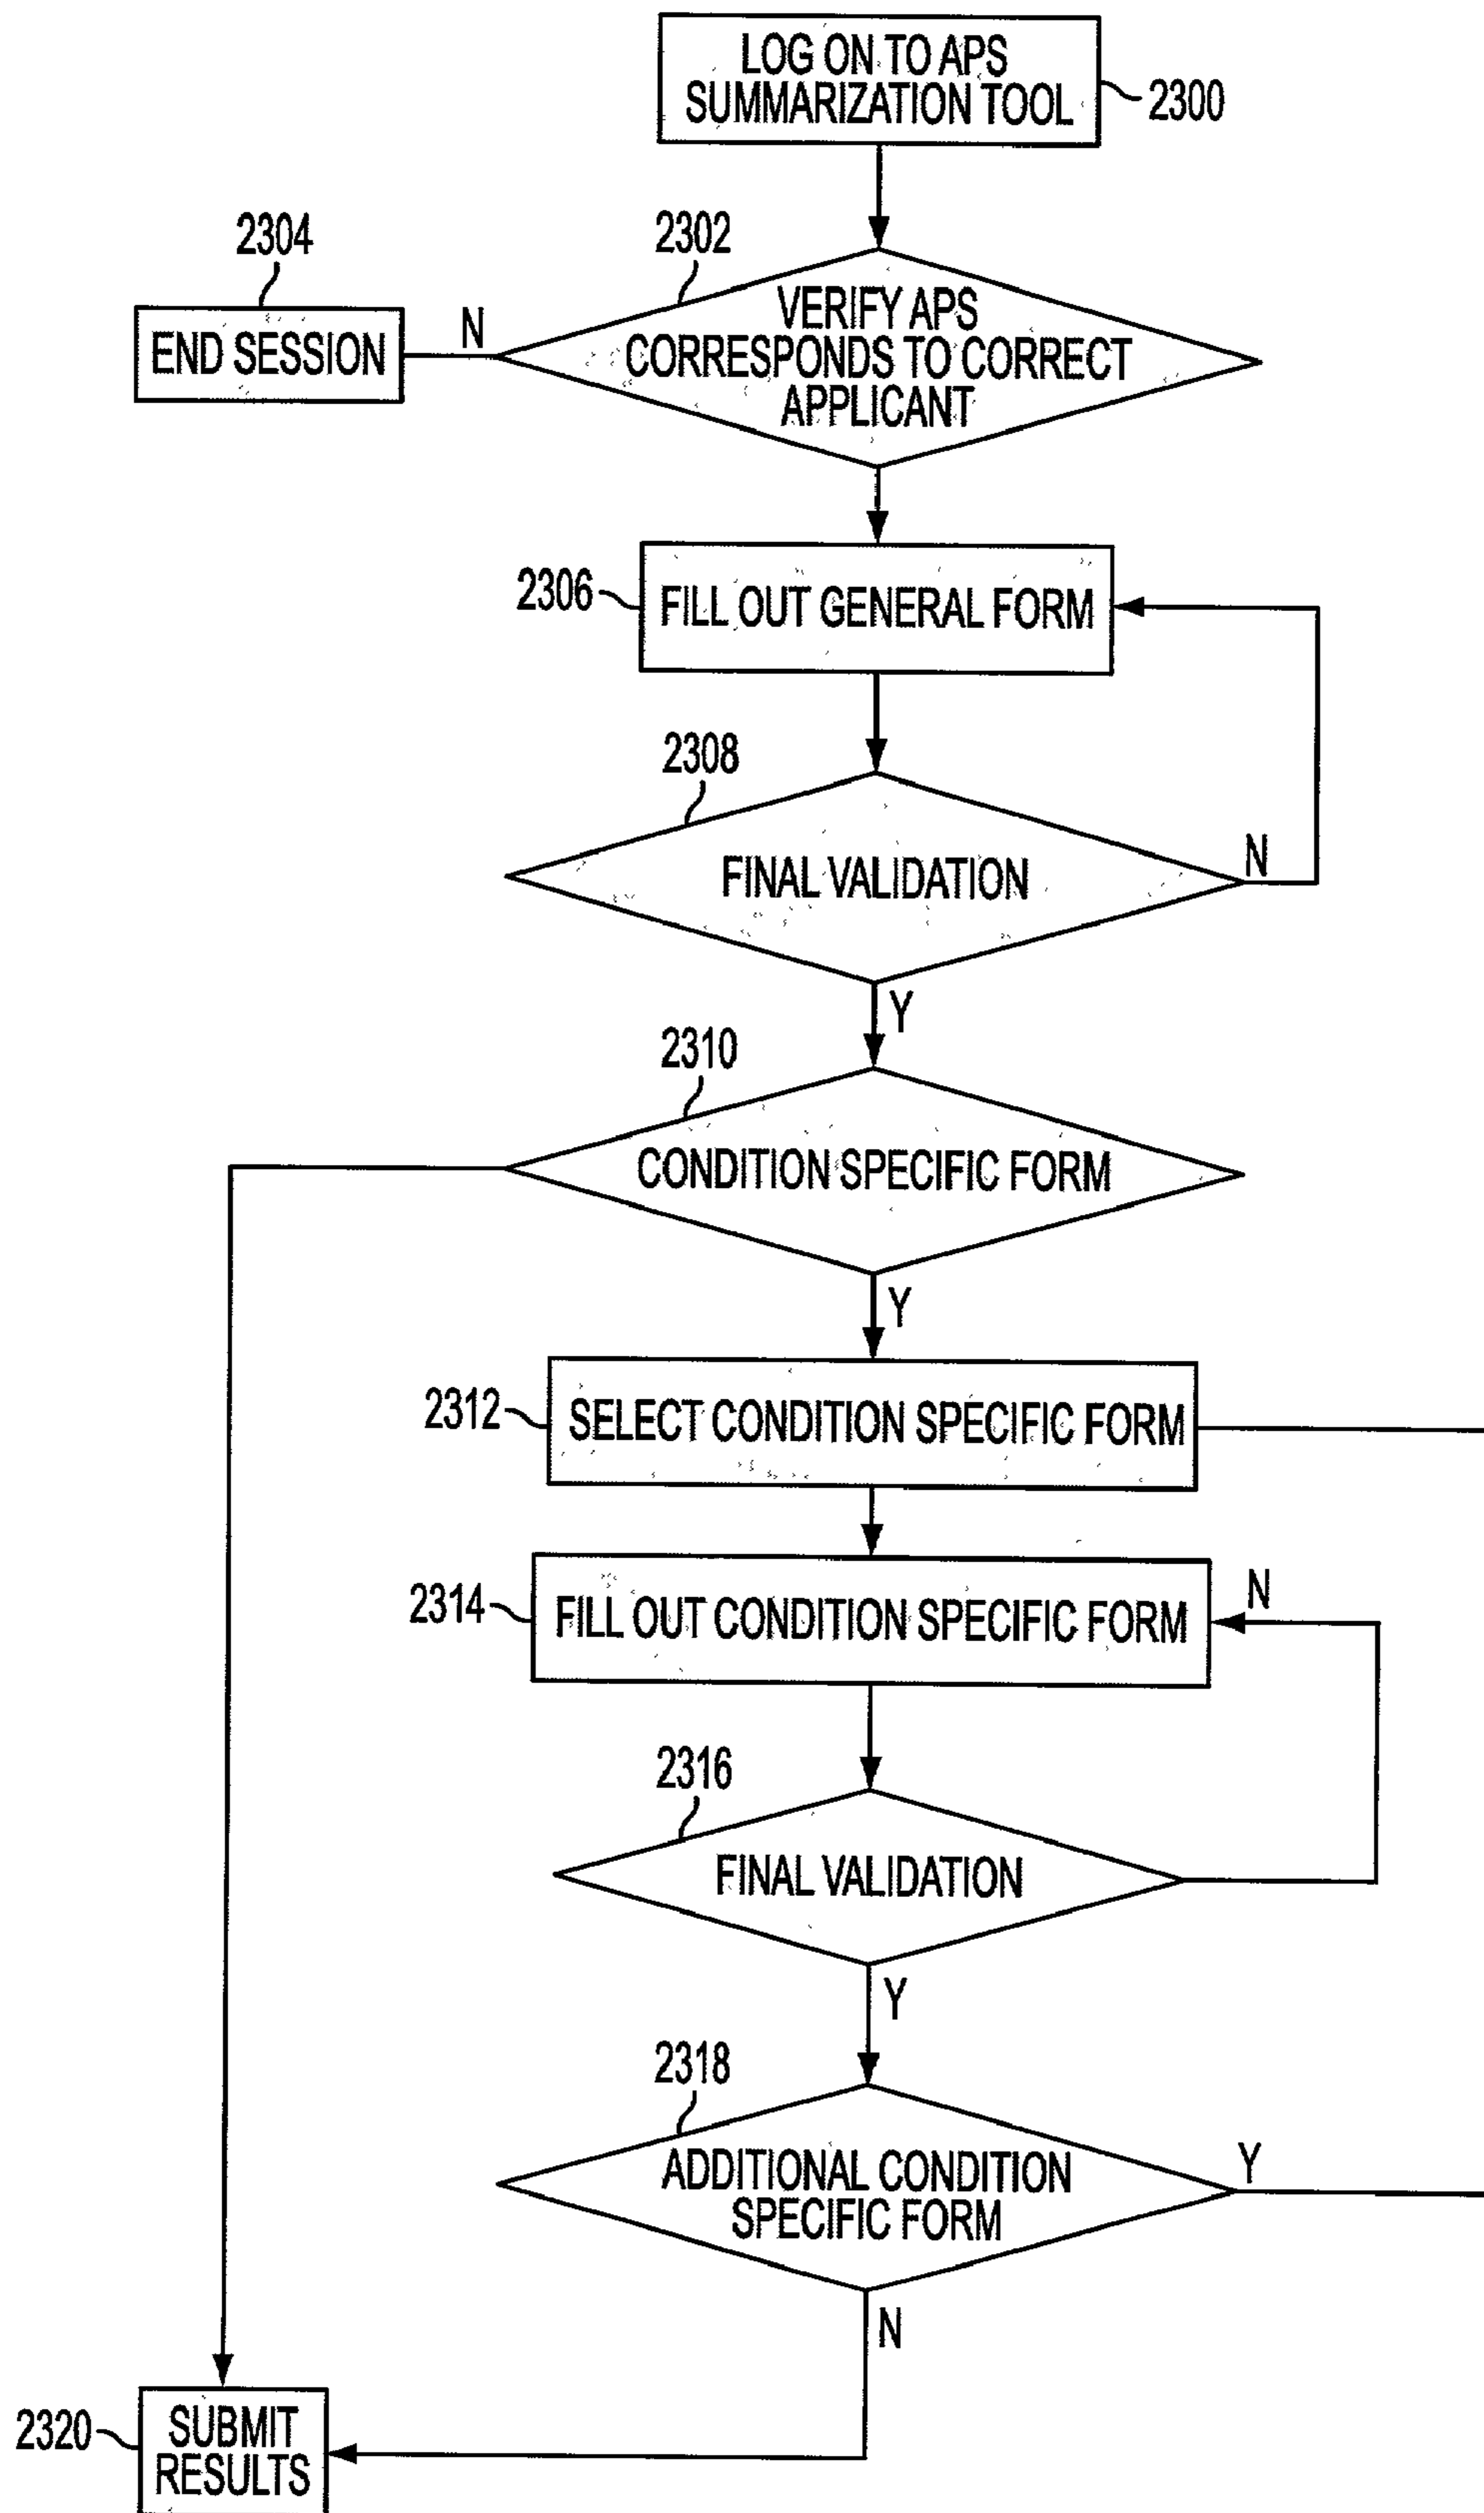 LOG ON TO APS
SUMMARIZATION TOOL
2300
2304
2302
END SESSION
N
VERIFY APS
CORRESPONDS TO CORRECT
APPLICANT
2306
FILL OUT GENERAL FORM
2308
FINAL VALIDATION
N
Y
2310
CONDITION SPECIFIC FORM
Y
2312
SELECT CONDITION SPECIFIC FORM
2314
FILL OUT CONDITION SPECIFIC FORM
N
2316
FINAL VALIDATION
Y
2318
ADDITIONAL CONDITION
SPECIFIC FORM
Y
N
2320
SUBMIT
RESULTS